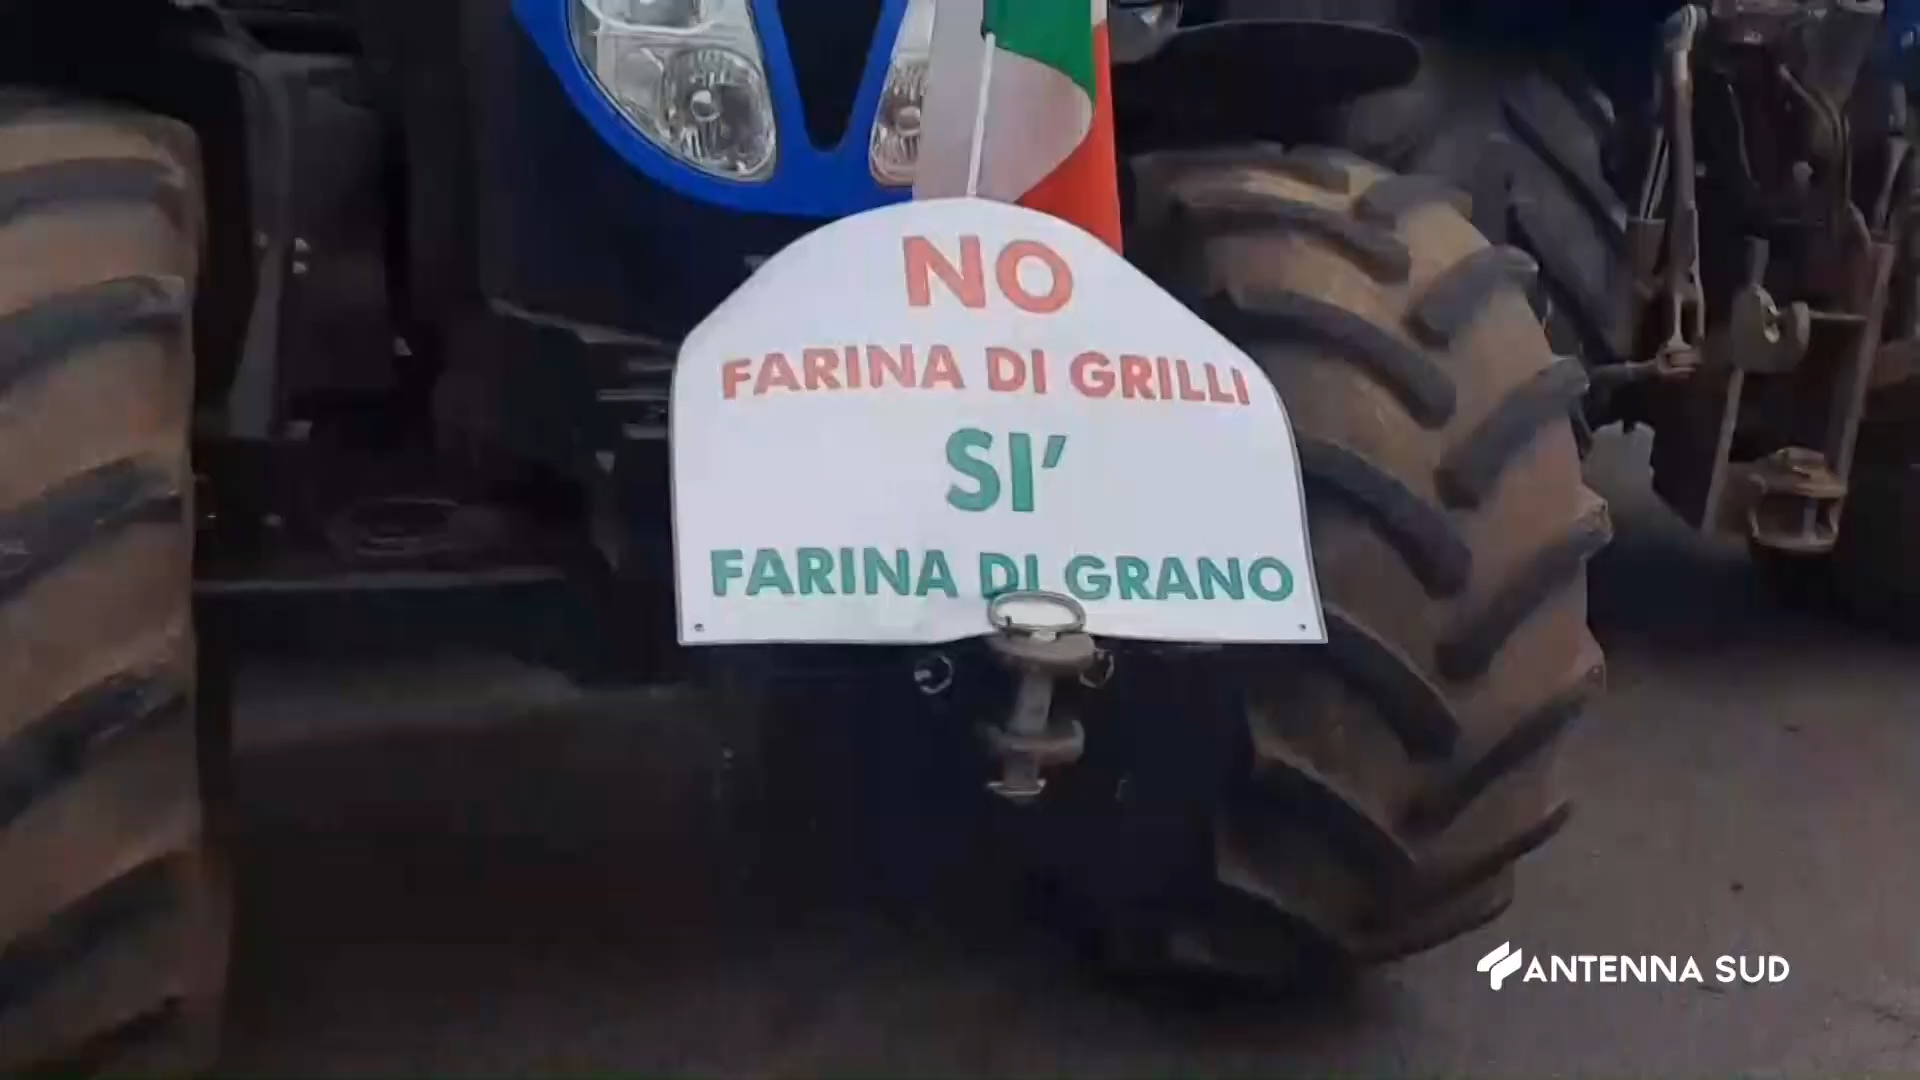 NO
FARINA DI GRILLI
SI'
FARINA DI GRANO
ANTENNA SUD